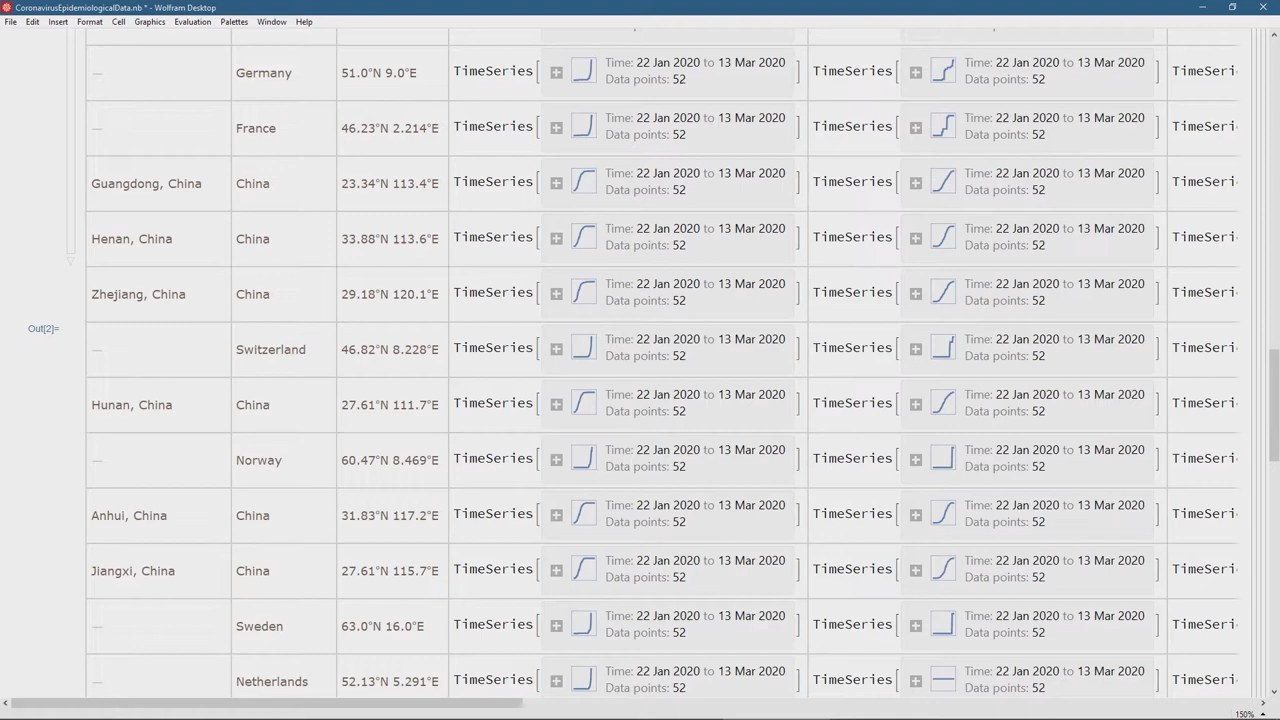 CoronavirusEpidemiologicalData.nb * - Wolfram Desktop
File Edit Insert Format Cell Graphics Evaluation Palettes Window Help
— Germany 51.0°N 9.0°E TimeSeries[ Time: 22 Jan 2020 to 13 Mar 2020 ] TimeSeries[ Time: 22 Jan 2020 to 13 Mar 2020 ] TimeSeri
Data points: 52 Data points: 52
— France 46.23°N 2.214°E TimeSeries[ Time: 22 Jan 2020 to 13 Mar 2020 ] TimeSeries[ Time: 22 Jan 2020 to 13 Mar 2020 ] TimeSeri
Data points: 52 Data points: 52
Guangdong, China China 23.34°N 113.4°E TimeSeries[ Time: 22 Jan 2020 to 13 Mar 2020 ] TimeSeries[ Time: 22 Jan 2020 to 13 Mar 2020 ] TimeSeri
Data points: 52 Data points: 52
Henan, China China 33.88°N 113.6°E TimeSeries[ Time: 22 Jan 2020 to 13 Mar 2020 ] TimeSeries[ Time: 22 Jan 2020 to 13 Mar 2020 ] TimeSeri
Data points: 52 Data points: 52
Zhejiang, China China 29.18°N 120.1°E TimeSeries[ Time: 22 Jan 2020 to 13 Mar 2020 ] TimeSeries[ Time: 22 Jan 2020 to 13 Mar 2020 ] TimeSeri
Data points: 52 Data points: 52
Out[2]=
— Switzerland 46.82°N 8.228°E TimeSeries[ Time: 22 Jan 2020 to 13 Mar 2020 ] TimeSeries[ Time: 22 Jan 2020 to 13 Mar 2020 ] TimeSeri
Data points: 52 Data points: 52
Hunan, China China 27.61°N 111.7°E TimeSeries[ Time: 22 Jan 2020 to 13 Mar 2020 ] TimeSeries[ Time: 22 Jan 2020 to 13 Mar 2020 ] TimeSeri
Data points: 52 Data points: 52
— Norway 60.47°N 8.469°E TimeSeries[ Time: 22 Jan 2020 to 13 Mar 2020 ] TimeSeries[ Time: 22 Jan 2020 to 13 Mar 2020 ] TimeSeri
Data points: 52 Data points: 52
Anhui, China China 31.83°N 117.2°E TimeSeries[ Time: 22 Jan 2020 to 13 Mar 2020 ] TimeSeries[ Time: 22 Jan 2020 to 13 Mar 2020 ] TimeSeri
Data points: 52 Data points: 52
Jiangxi, China China 27.61°N 115.7°E TimeSeries[ Time: 22 Jan 2020 to 13 Mar 2020 ] TimeSeries[ Time: 22 Jan 2020 to 13 Mar 2020 ] TimeSeri
Data points: 52 Data points: 52
— Sweden 63.0°N 16.0°E TimeSeries[ Time: 22 Jan 2020 to 13 Mar 2020 ] TimeSeries[ Time: 22 Jan 2020 to 13 Mar 2020 ] TimeSeri
Data points: 52 Data points: 52
— Netherlands 52.13°N 5.291°E TimeSeries[ Time: 22 Jan 2020 to 13 Mar 2020 ] TimeSeries[ Time: 22 Jan 2020 to 13 Mar 2020 ] TimeSeri
Data points: 52 Data points: 52
150%